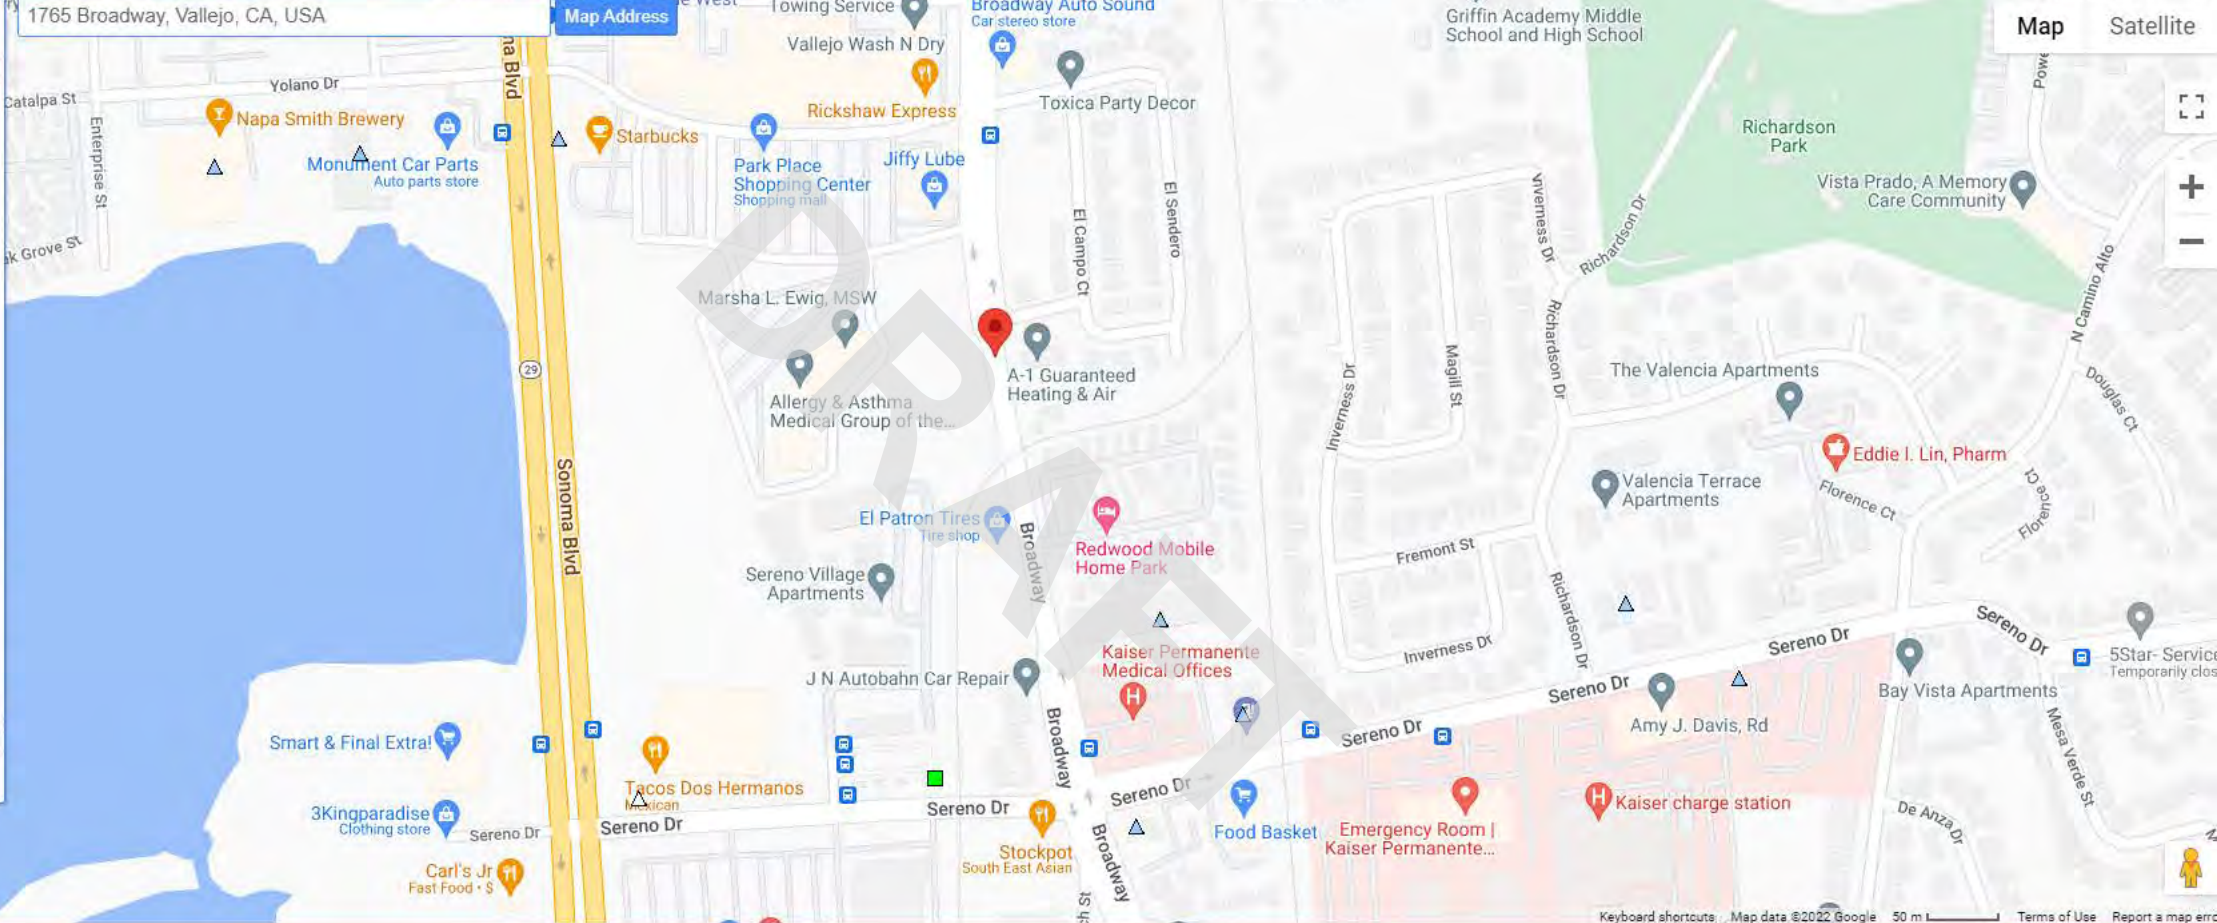 1765 Broadway, Vallejo, CA, USA
Map Address
Towing Service
Broadway Auto Sound
Car stereo store
Griffin Academy Middle
School and High School
Map
Satellite
Vallejo Wash N Dry
Yolano Dr
Catalpa St
Enterprise St
Napa Smith Brewery
Monument Car Parts
Auto parts store
Starbucks
Rickshaw Express
Toxica Party Decor
Park Place
Shopping Center
Shopping mall
Jiffy Lube
Richardson
Park
Vista Prado, A Memory
Care Community
El Campo Ct
El Sendero
Inverness Dr
Richardson Dr
N Camino Alto
Marsha L. Ewig, MSW
Allergy & Asthma
Medical Group of the...
A-1 Guaranteed
Heating & Air
29
Sonoma Blvd
Richardson Dr
Inverness Dr
Magill St
The Valencia Apartments
Douglas Ct
Eddie I. Lin, Pharm
Valencia Terrace
Apartments
Florence Ct
Florence Ct
El Patron Tires
Tire shop
Broadway
Redwood Mobile
Home Park
Fremont St
Sereno Village
Apartments
Richardson Dr
Inverness Dr
Kaiser Permanente
Medical Offices
J N Autobahn Car Repair
Broadway
Sereno Dr
Sereno Dr
Sereno Dr
Sereno Dr
Sereno Dr
5Star- Service
Bay Vista Apartments
Amy J. Davis, Rd
Mesa Verde St
Smart & Final Extra!
Tacos Dos Hermanos
Mexican
3Kingparadise
Clothing store
Sereno Dr
Sereno Dr
Sereno Dr
Broadway
Stockpot
South East Asian
Food Basket
Emergency Room |
Kaiser Permanente...
Kaiser charge station
De Anza Dr
Carl's Jr
Fast Food • $
DRAFT
Keyboard shortcuts
Map data ©2022 Google
50 m
Terms of Use
Report a map